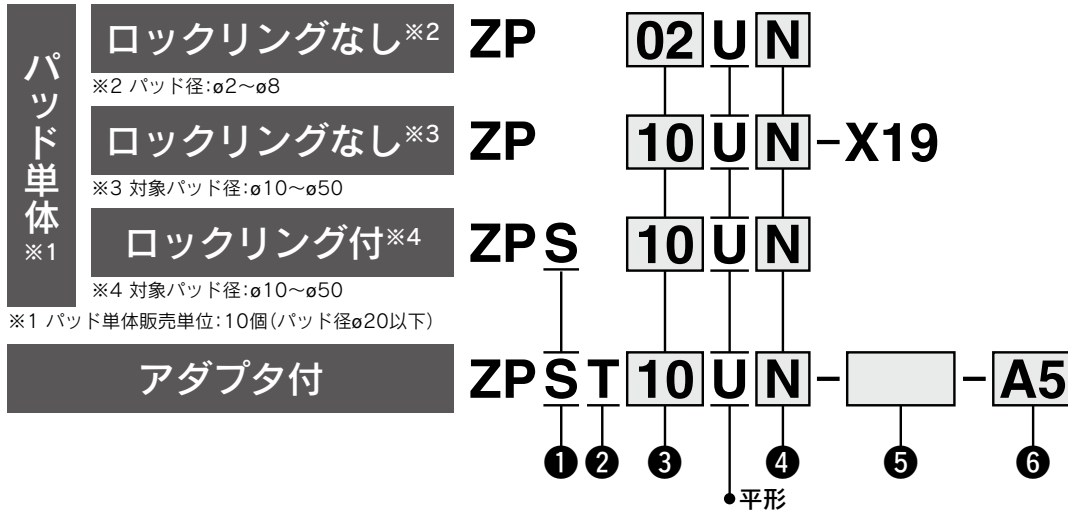 パッド単体※1
ロックリングなし※2 ZP 02 U N
※2 パッド径:ø2～ø8
ロックリングなし※3 ZP 10 U N -X19
※3 対象パッド径:ø10～ø50
ロックリング付※4 ZP S 10 U N
※4 対象パッド径:ø10～ø50
※1 パッド単体販売単位:10個(パッド径ø20以下)
アダプタ付 ZP S T 10 U N - - A5
❶ ❷ ❸ ❹ ❺ ❻
●平形